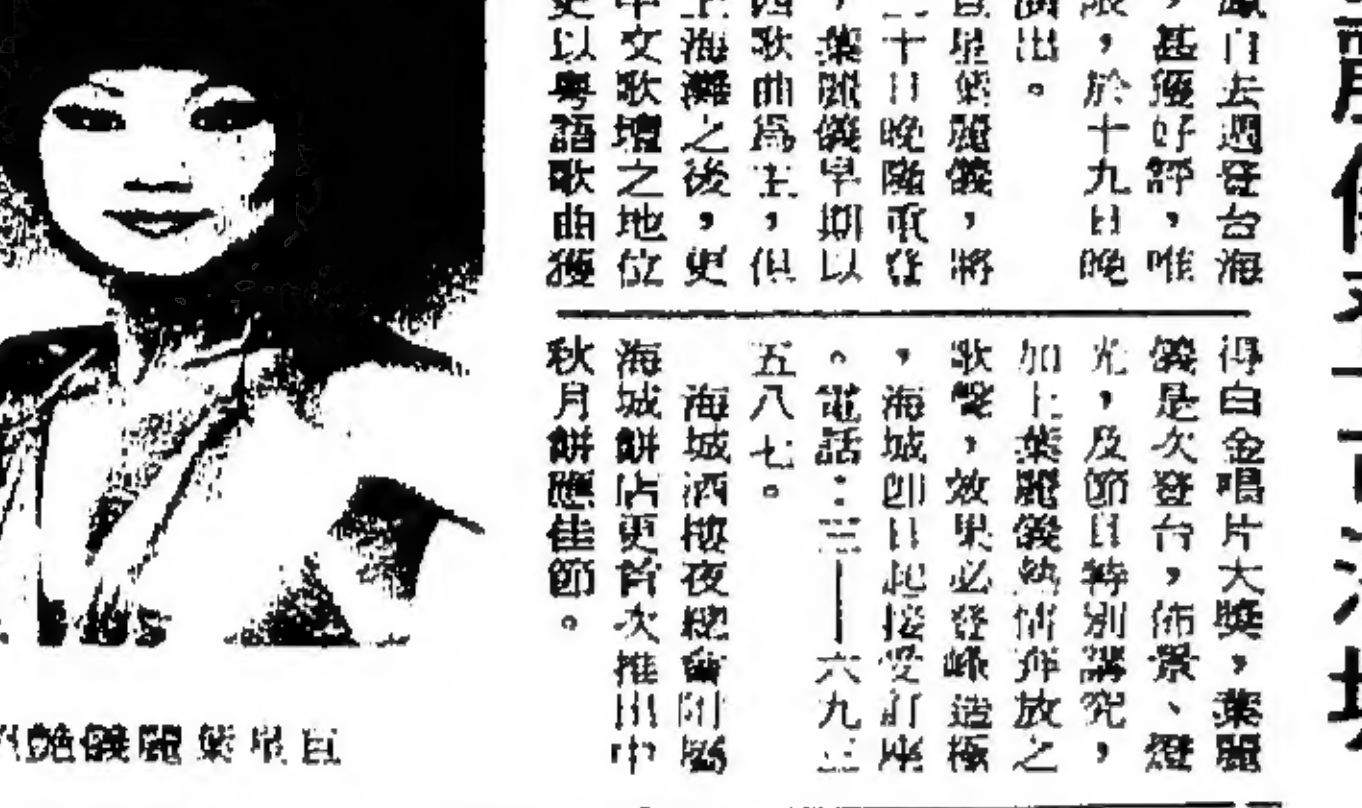 自去週登台海
,甚獲好評,唯
限,於十九日晚
演出。
巨星葉麗儀,將
二十日晚隆重登
,葉麗儀早期以
西歌曲為主,但
上海灘之後,更
中文歌壇之地位
更以粵語歌曲獲
得白金唱片大獎,葉麗
儀是次登台,佈景、燈
光,及節目特別講究,
加上葉麗儀熱情奔放之
歌聲,效果必登峰造極
,海城即日起接受訂座
。電話:三—六九三
五八七。
海城酒樓夜總會附屬
海城餅店更首次推出中
秋月餅應佳節。
巨星葉麗儀艷